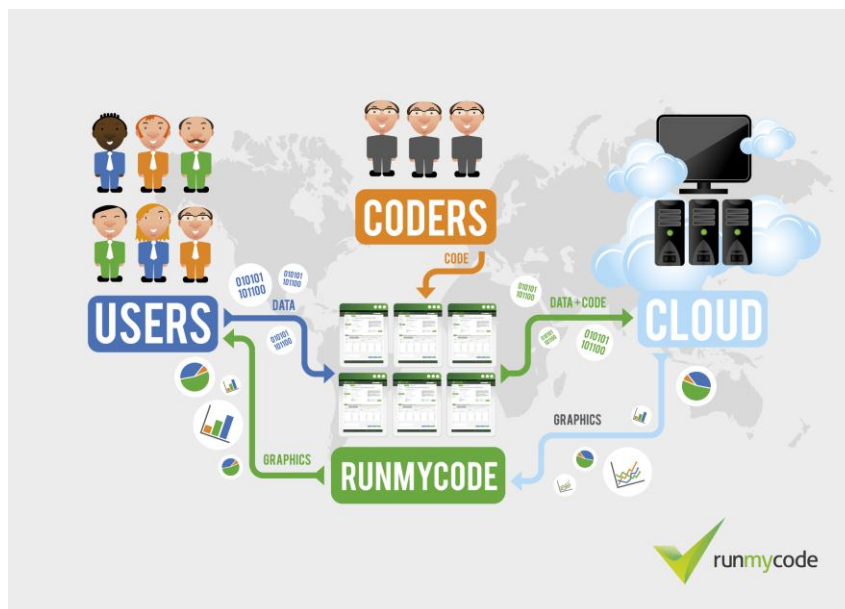 CODERS
CODE
010101
101100
010101
101100
DATA
USERS
010101
101100
010101
101100
DATA + CODE
010101
101100
010101
101100
CLOUD
GRAPHICS
GRAPHICS
RUNMYCODE
runmycode